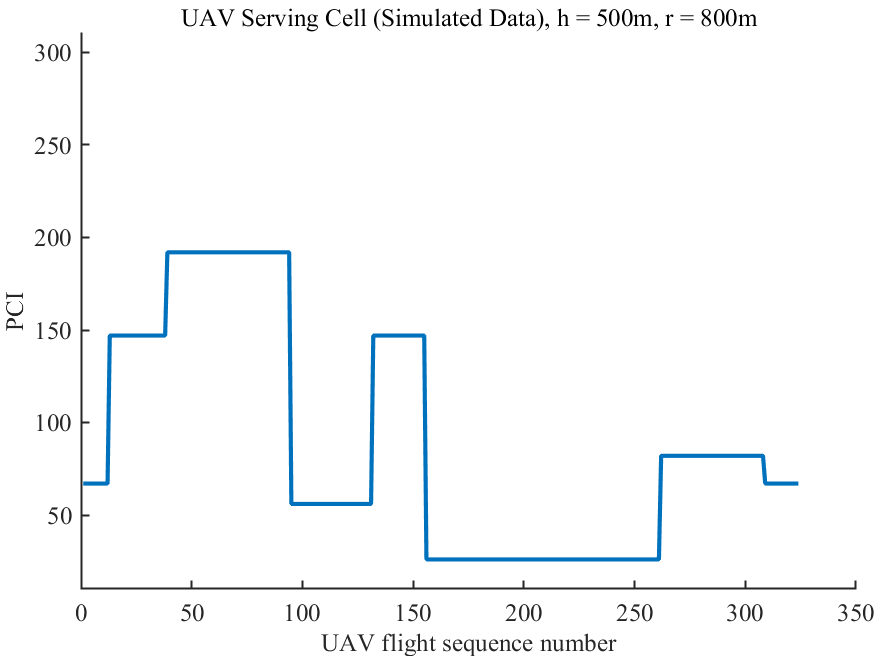 UAV Serving Cell (Simulated Data), h = 500m, r = 800m
300
250
200
150
100
50
PCI
0 50 100 150 200 250 300 350
UAV flight sequence number